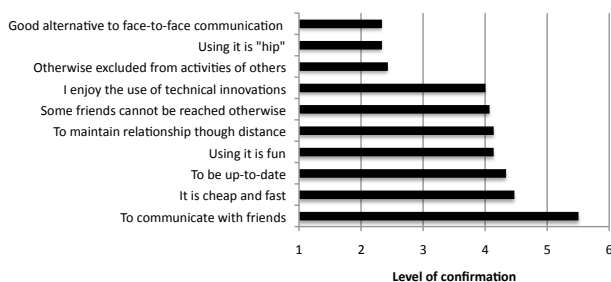 Good alternative to face-to-face communication
Using it is "hip"
Otherwise excluded from activities of others
I enjoy the use of technical innovations
Some friends cannot be reached otherwise
To maintain relationship though distance
Using it is fun
To be up-to-date
It is cheap and fast
To communicate with friends
1 2 3 4 5 6
Level of confirmation